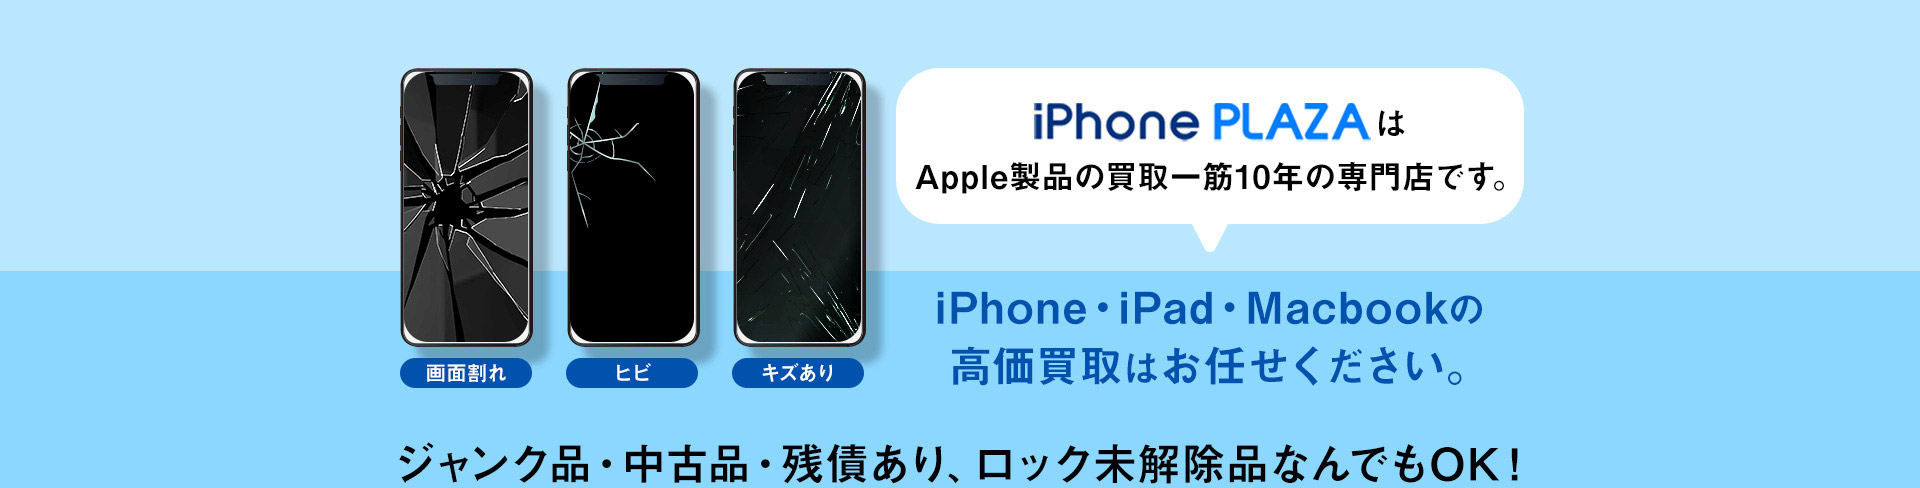 iPhone PLAZAは
Apple製品の買取一筋10年の専門店です。
iPhone・iPad・Macbookの
高価買取はお任せください。
画面割れ
ヒビ
キズあり
ジャンク品・中古品・残債あり、ロック未解除品なんでもOK！